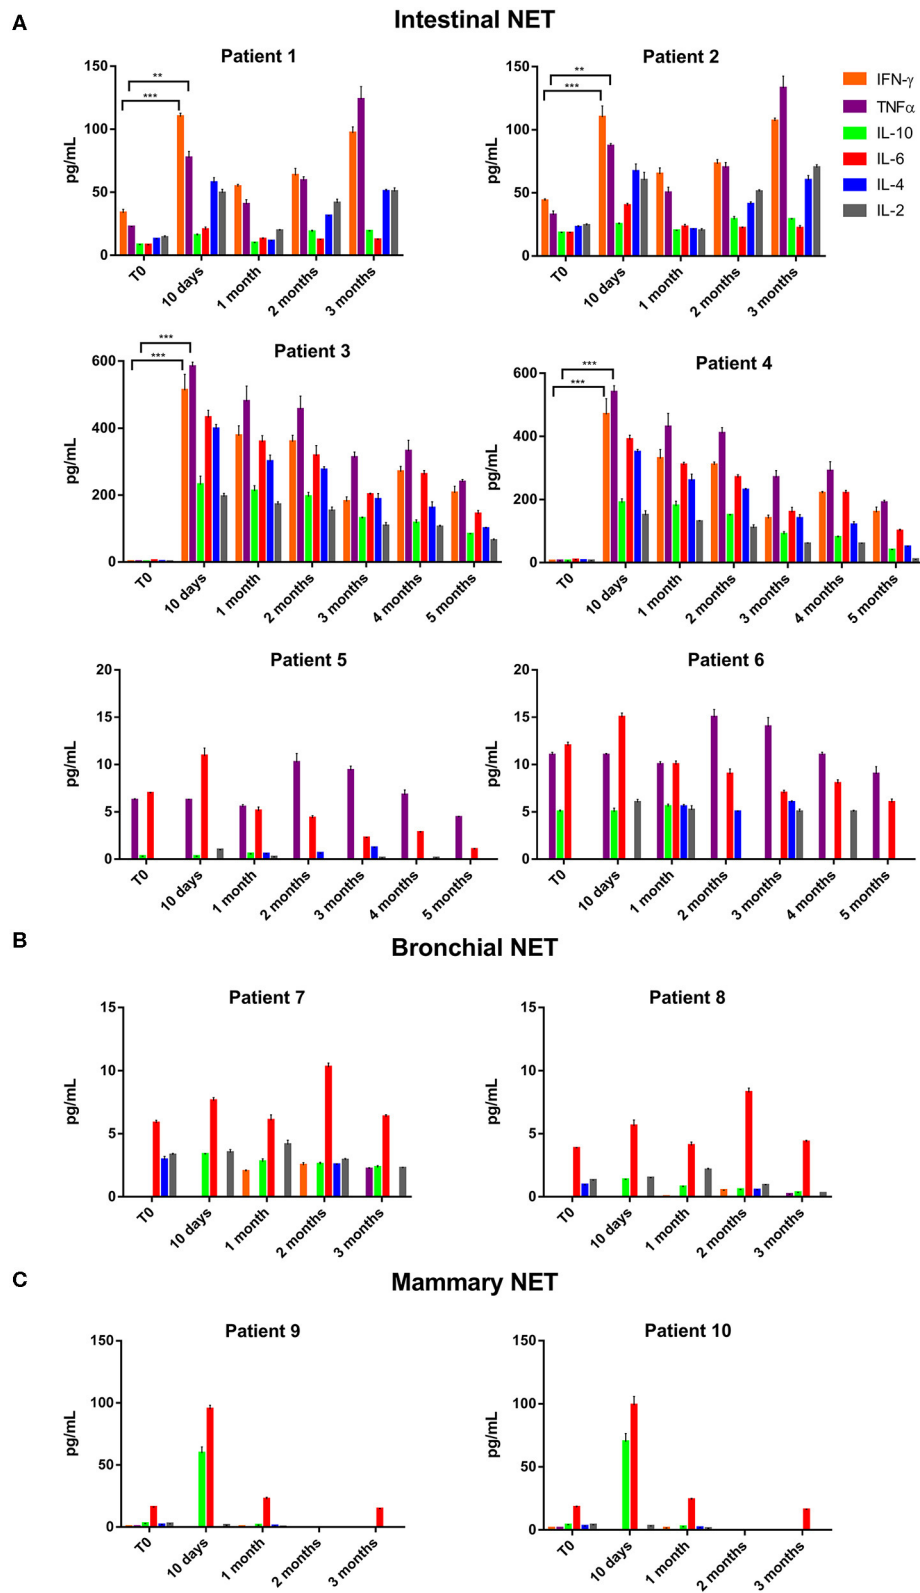 A
Intestinal NET
Patient 1
Patient 2
150
100
50
0
pg/mL
**
***
T0
10 days
1 month
2 months
3 months
150
100
50
0
pg/mL
**
***
T0
10 days
1 month
2 months
3 months
IFN-γ
TNFα
IL-10
IL-6
IL-4
IL-2
Patient 3
600
400
200
0
pg/mL
***
***
T0
10 days
1 month
2 months
3 months
4 months
5 months
Patient 4
600
400
200
0
pg/mL
***
***
T0
10 days
1 month
2 months
3 months
4 months
5 months
Patient 5
20
15
10
5
0
pg/mL
T0
10 days
1 month
2 months
3 months
4 months
5 months
Patient 6
20
15
10
5
0
pg/mL
T0
10 days
1 month
2 months
3 months
4 months
5 months
B
Bronchial NET
Patient 7
15
10
5
0
pg/mL
T0
10 days
1 month
2 months
3 months
Patient 8
15
10
5
0
pg/mL
T0
10 days
1 month
2 months
3 months
C
Mammary NET
Patient 9
150
100
50
0
pg/mL
T0
10 days
1 month
2 months
3 months
Patient 10
150
100
50
0
pg/mL
T0
10 days
1 month
2 months
3 months